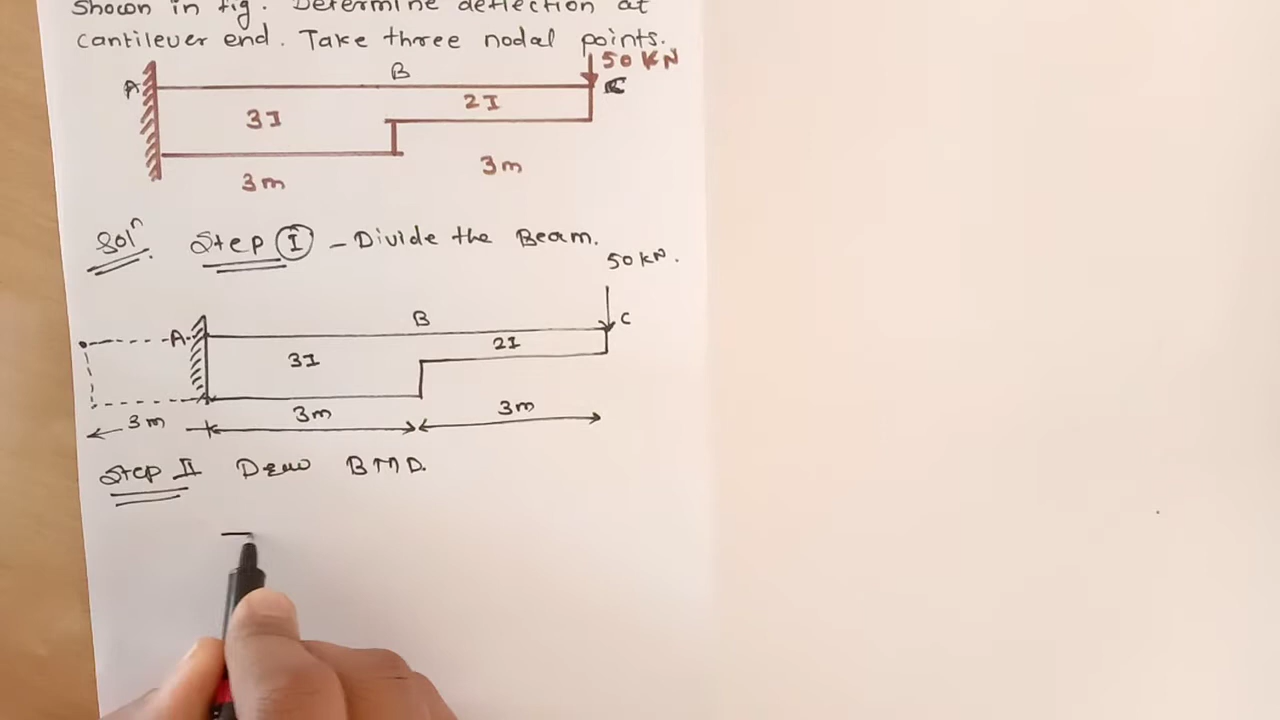 Shown in fig. Determine deflection at
cantilever end. Take three nodal points.
50 KN
B
A
C
3I
2I
3m
3m
Solⁿ. Step I - Divide the Beam.
50 kN.
B
C
A
3I
2I
3m
3m
3m
Step II Draw BMD.